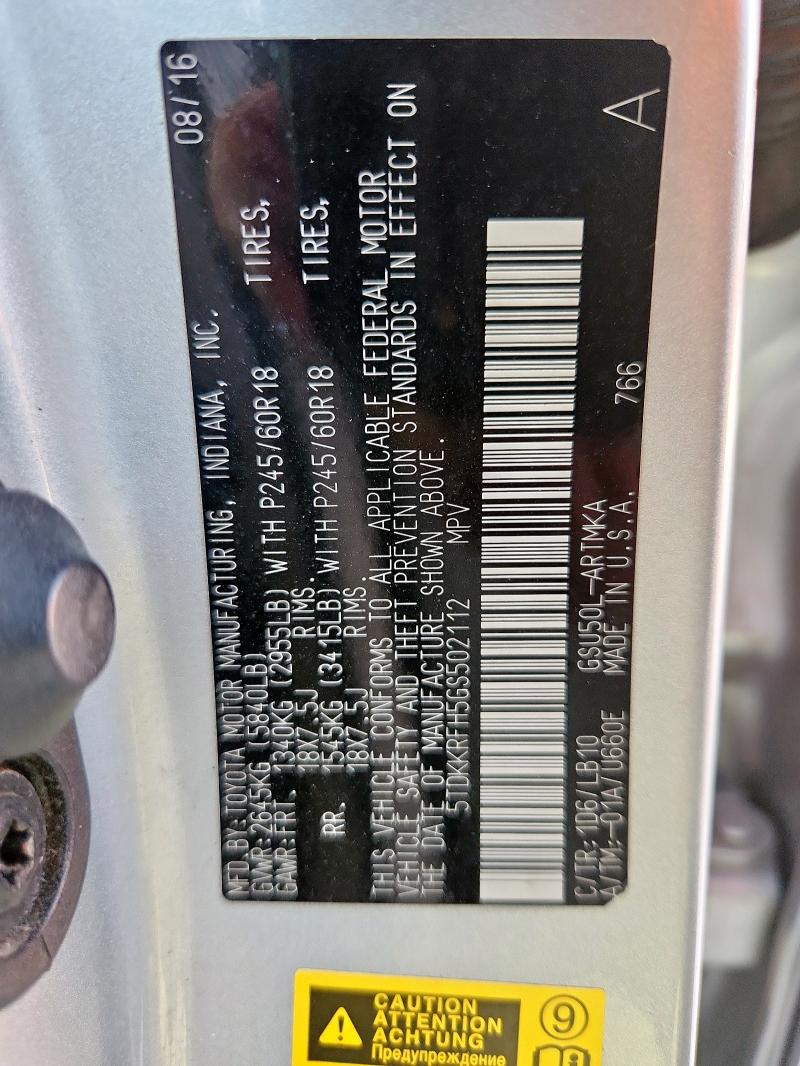 MFD BY:TOYOTA MOTOR MANUFACTURING, INDIANA, INC. 08/16
GVWR:2645KG (5840LB)
GAWR:FRT. 1340KG (2955LB) WITH P245/60R18 TIRES,
18X7.5J RIMS.
RR. 1545KG (3415LB) WITH P245/60R18 TIRES,
18X7.5J RIMS.
THIS VEHICLE CONFORMS TO ALL APPLICABLE FEDERAL MOTOR
VEHICLE SAFETY AND THEFT PREVENTION STANDARDS IN EFFECT ON
THE DATE OF MANUFACTURE SHOWN ABOVE.
5TDKKRFH5GS502112 MPV
C/TR:1D6/LB10 GSU50L-ARTMKA
A/TM:-01A/U660E MADE IN U.S.A. 766 A
CAUTION
ATTENTION
ACHTUNG
Предупреждение
9